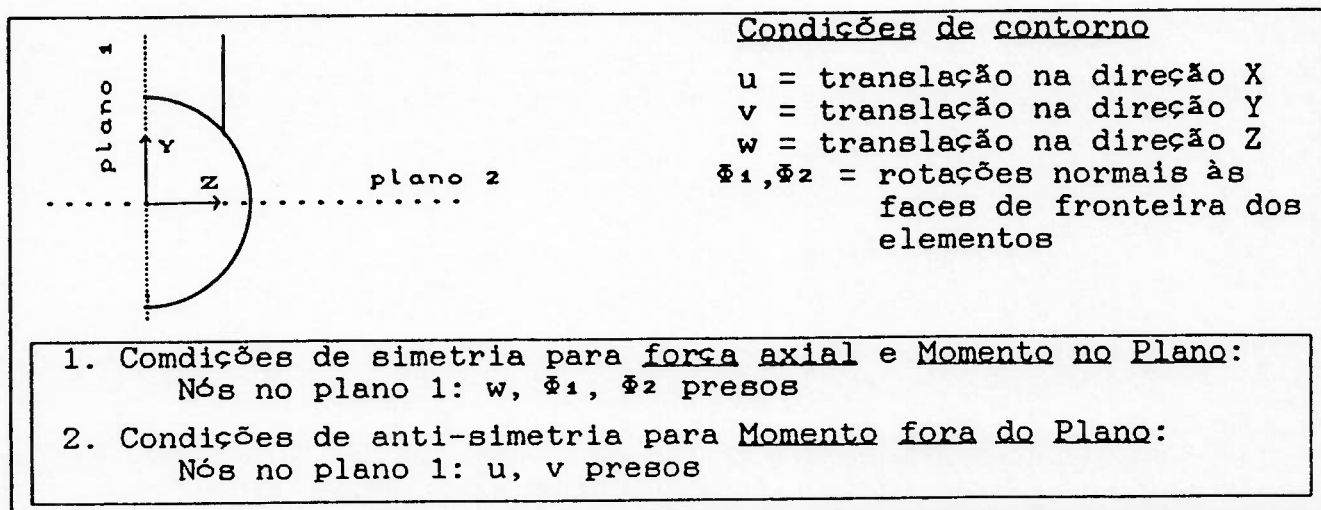 plano 1
Y
Z
plano 2
Condições de contorno
u = translação na direção X
v = translação na direção Y
w = translação na direção Z
Φ1,Φ2 = rotações normais às
faces de fronteira dos
elementos
1. Comdições de simetria para força axial e Momento no Plano:
Nós no plano 1: w, Φ1, Φ2 presos
2. Condições de anti-simetria para Momento fora do Plano:
Nós no plano 1: u, v presos